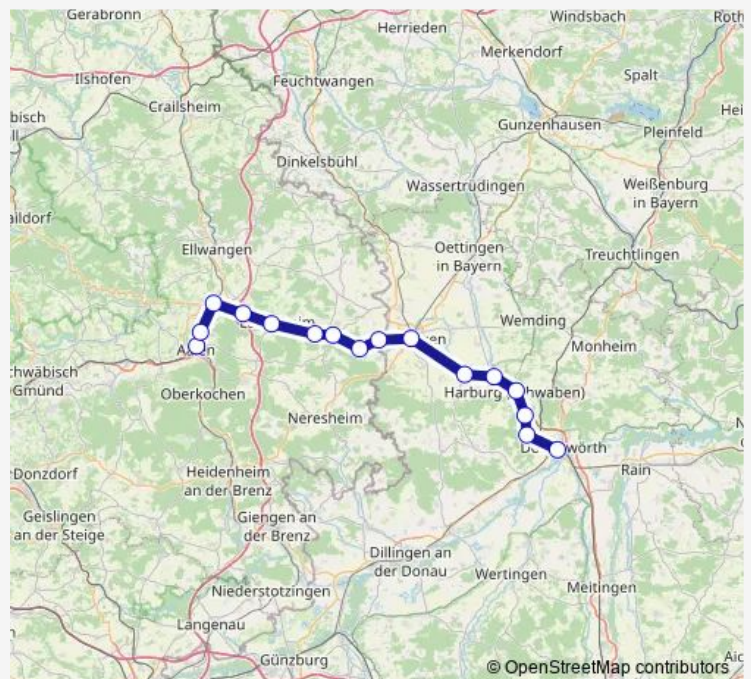 Gerabronn
Windsbach
Roth
Herrieden
Merkendorf
Ilshofen
Feuchtwangen
Spalt
Crailsheim
Gunzenhausen
Pleinfeld
Dinkelsbühl
Wassertrüdingen
Weißenburg
in Bayern
Ellwangen
Oettingen
in Bayern
Treuchtlingen
Wemding
Monheim
Gmünd
Oberkochen
Harburg
Neresheim
Donzdorf
Heidenheim
an der Brenz
Rain
Geislingen
an der Steige
Giengen an
der Brenz
Dillingen an
der Donau
Wertingen
Niederstotzingen
Meitingen
Langenau
Günzburg
© OpenStreetMap contributors